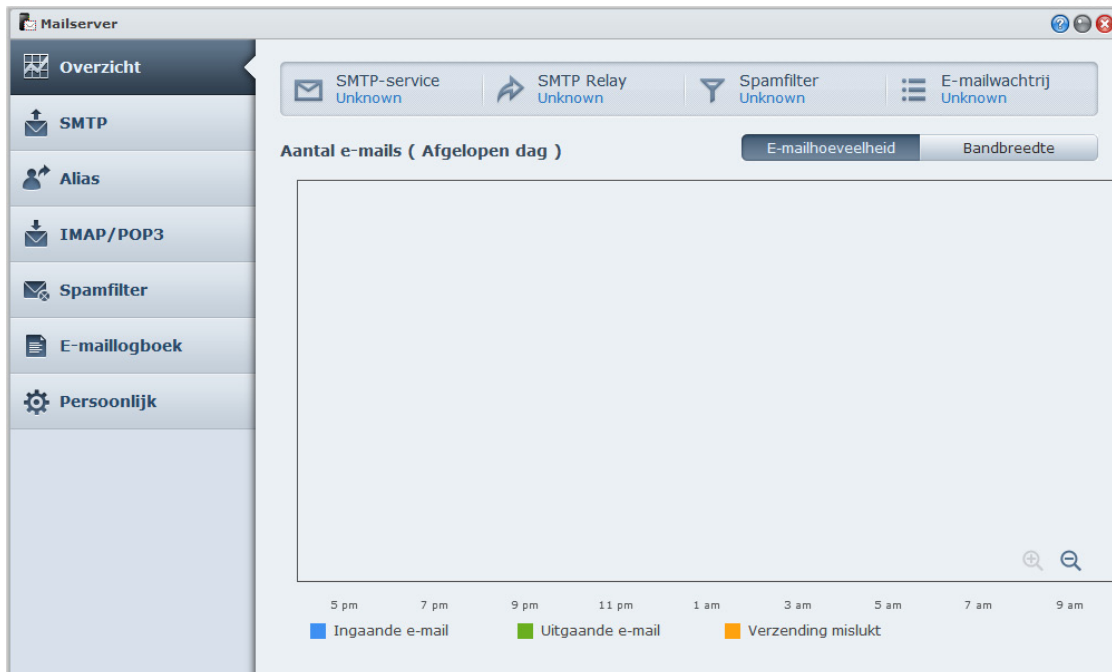 Mailserver
Overzicht
SMTP
Alias
IMAP/POP3
Spamfilter
E-maillogboek
Persoonlijk
SMTP-service
Unknown
SMTP Relay
Unknown
Spamfilter
Unknown
E-mailwachtrij
Unknown
Aantal e-mails ( Afgelopen dag )
E-mailhoeveelheid
Bandbreedte
5 pm 7 pm 9 pm 11 pm 1 am 3 am 5 am 7 am 9 am
Ingaande e-mail
Uitgaande e-mail
Verzending mislukt